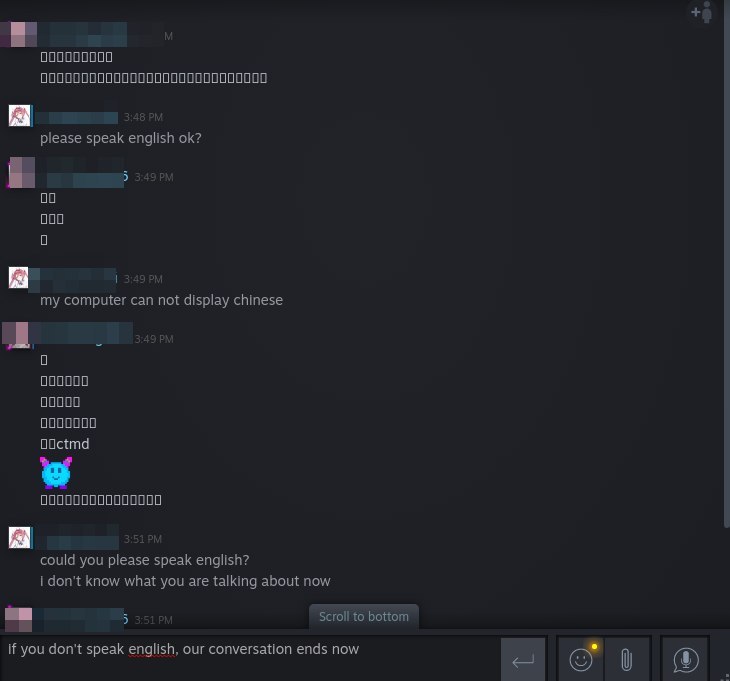 M
▯▯▯▯▯▯▯▯▯
▯▯▯▯▯▯▯▯▯▯▯▯▯▯▯▯▯▯▯▯▯▯▯▯▯▯▯▯
3:48 PM
please speak english ok?
5 3:49 PM
▯▯
▯▯▯
▯
3:49 PM
my computer can not display chinese
3:49 PM
▯
▯▯▯▯▯▯
▯▯▯▯▯
▯▯▯▯▯▯▯
▯▯ctmd
▯▯▯▯▯▯▯▯▯▯▯▯▯▯▯
3:51 PM
could you please speak english?
i don't know what you are talking about now
5 3:51 PM
Scroll to bottom
if you don't speak english, our conversation ends now